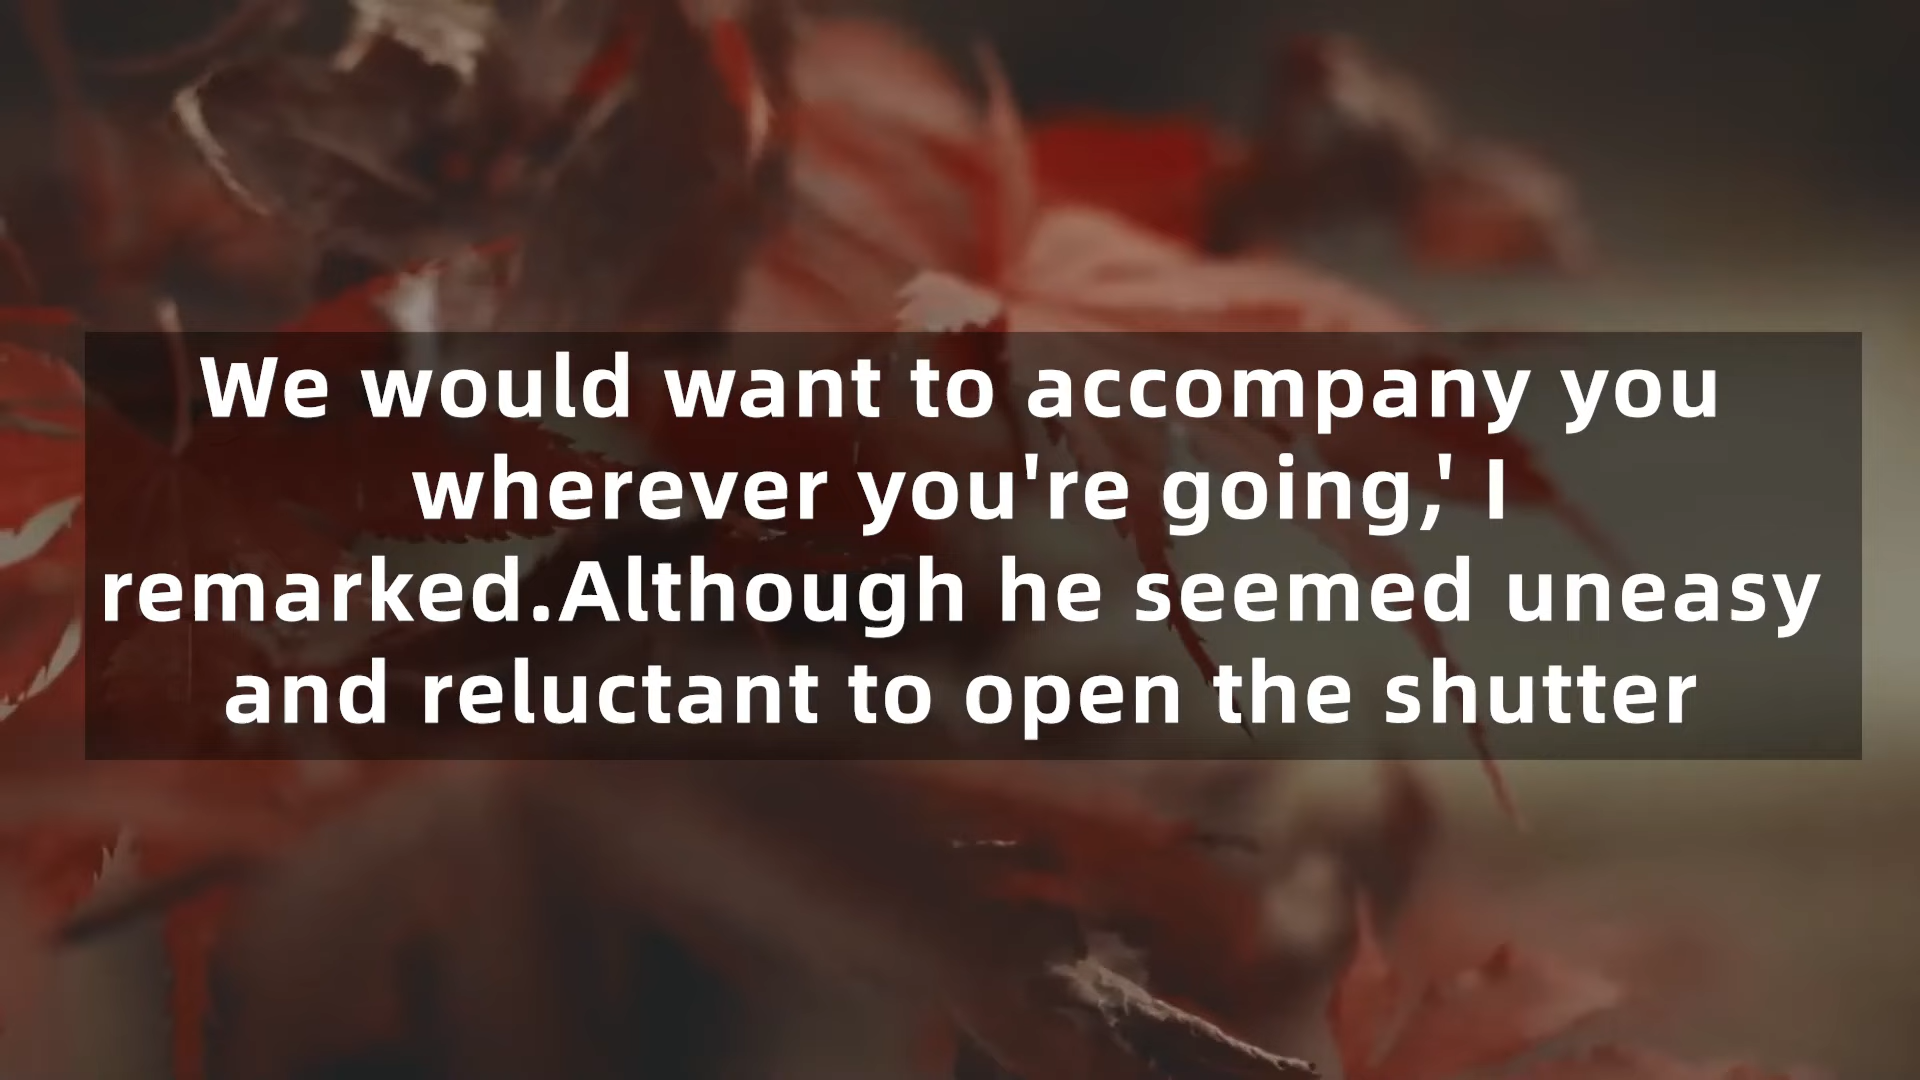 We would want to accompany you
wherever you're going,' I
remarked.Although he seemed uneasy
and reluctant to open the shutter